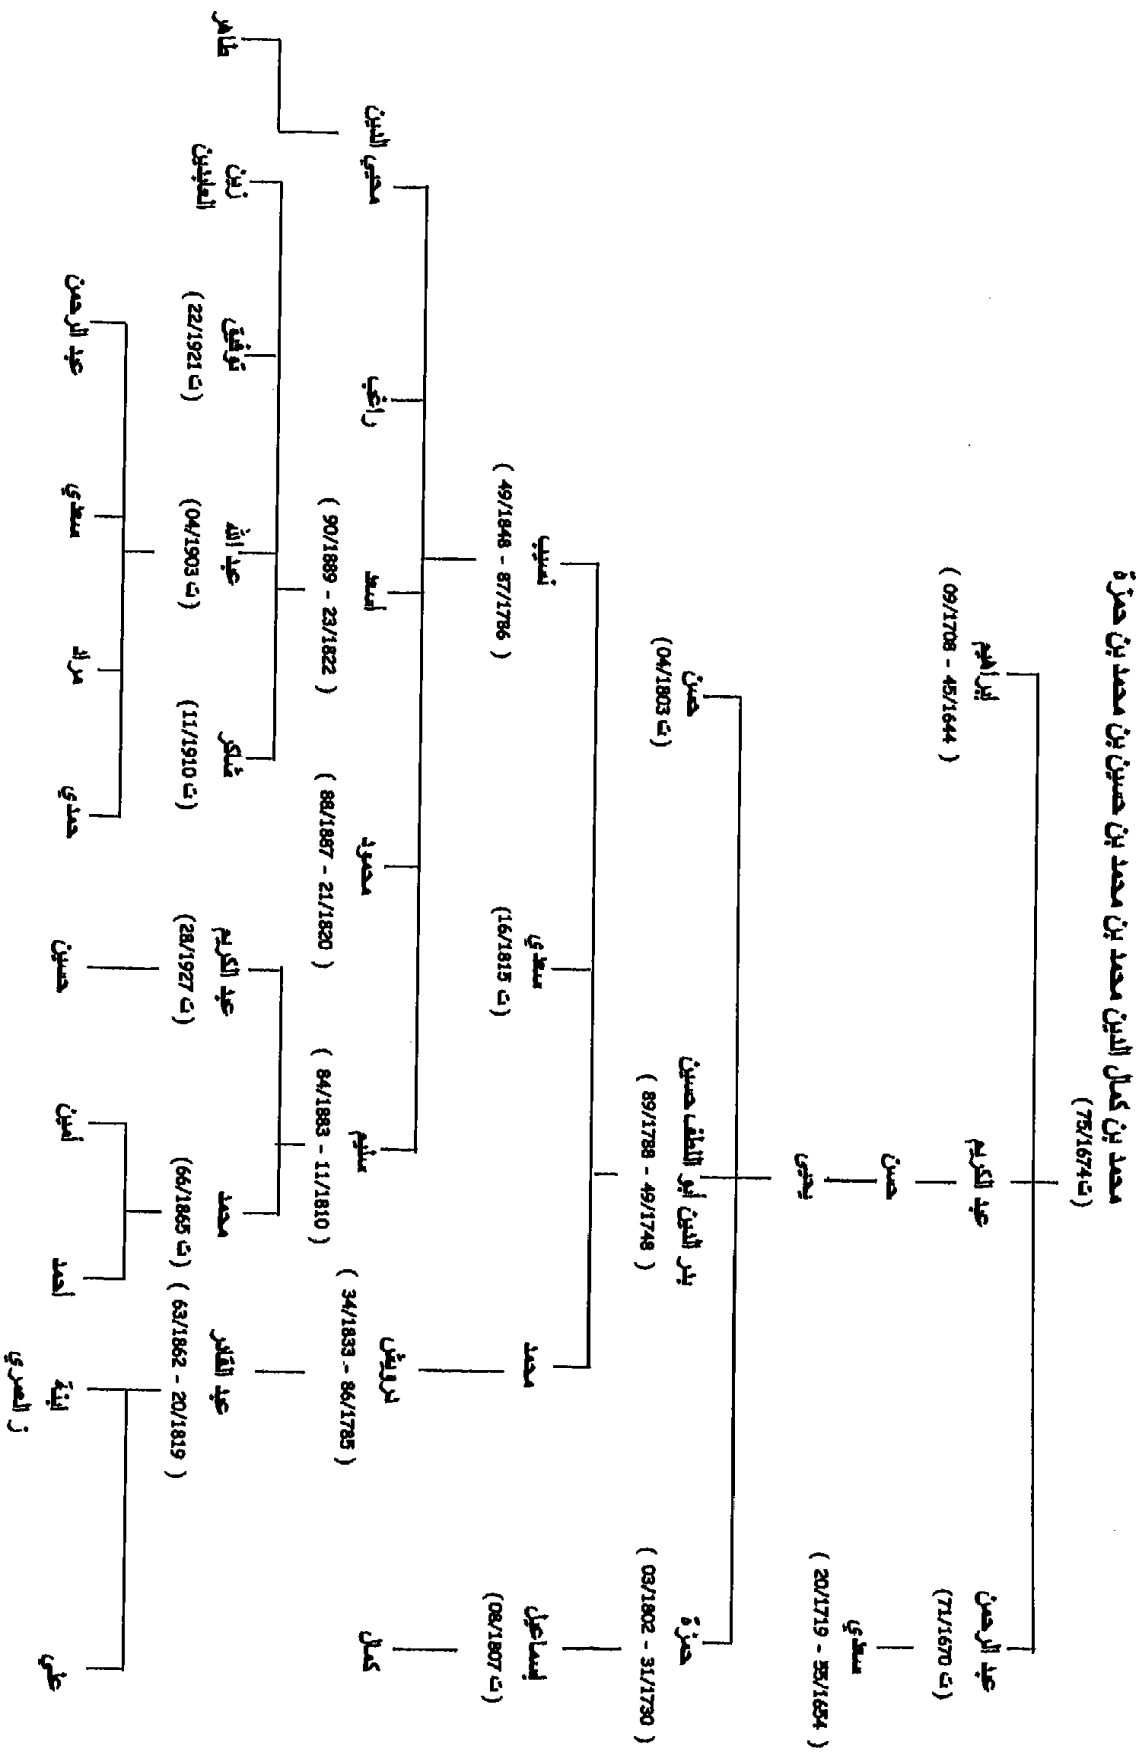 محمد بن كمال الدين محمد بن محمد بن حسين بن محمد بن حمزة
(ت 75/1674)
عبد الرحمن
(ت 71/1670)
عبد الكريم
إبراهيم
( 09/1708 - 45/1644 )
سعدي
( 20/1719 - 55/1654 )
حسن
يحيى
حمزة
( 03/1802 - 31/1730 )
بدر الدين أبو اللطف حسين
( 89/1788 - 49/1748 )
حسن
(ت 04/1803)
إسماعيل
(ت 08/1807)
محمد
سعدي
(ت 16/1815)
نسيب
( 49/1848 - 87/1786 )
كمال
درويش
( 34/1833 - 86/1785 )
سليم
( 84/1883 - 11/1810 )
محمود
( 88/1887 - 21/1820 )
أسعد
( 90/1889 - 23/1822 )
راغب
محيي الدين
عبد القادر
( 63/1862 - 20/1819 )
محمد
(ت 66/1865)
عبد الكريم
(ت 28/1927)
شاكر
(ت 11/1910)
عبد الله
(ت 04/1903)
توفيق
(ت 22/1921)
زين
العابدين
طاهر
علي
ابنة
ز العمري
أحمد
أمين
حسين
حمدي
مراد
سعدي
عبد الرحمن